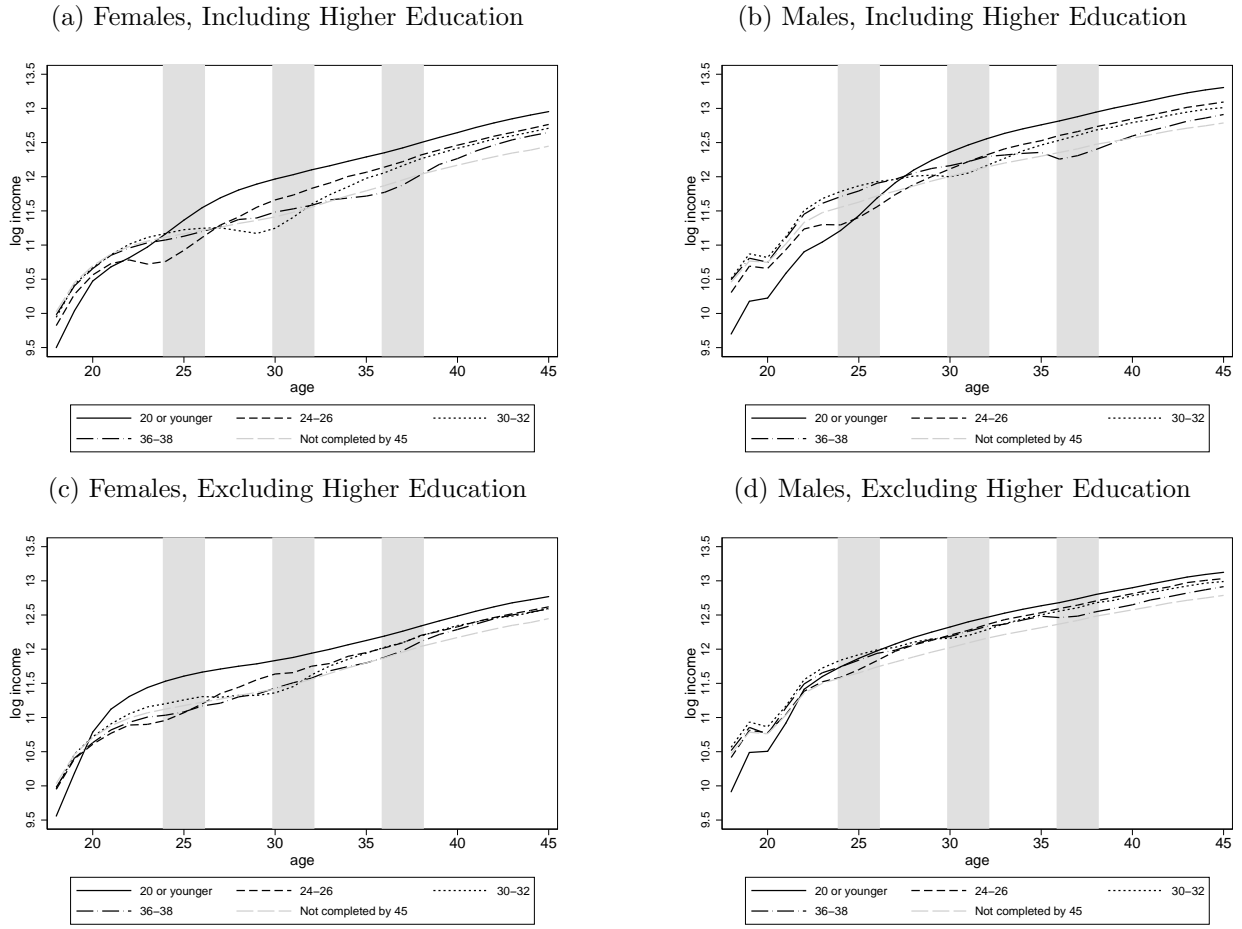 (a) Females, Including Higher Education
log income
13.5
13
12.5
12
11.5
11
10.5
10
9.5
20 25 30 35 40 45
age
20 or younger 24−26 30−32
36−38 Not completed by 45
(b) Males, Including Higher Education
log income
13.5
13
12.5
12
11.5
11
10.5
10
9.5
20 25 30 35 40 45
age
20 or younger 24−26 30−32
36−38 Not completed by 45
(c) Females, Excluding Higher Education
log income
13.5
13
12.5
12
11.5
11
10.5
10
9.5
20 25 30 35 40 45
age
20 or younger 24−26 30−32
36−38 Not completed by 45
(d) Males, Excluding Higher Education
log income
13.5
13
12.5
12
11.5
11
10.5
10
9.5
20 25 30 35 40 45
age
20 or younger 24−26 30−32
36−38 Not completed by 45